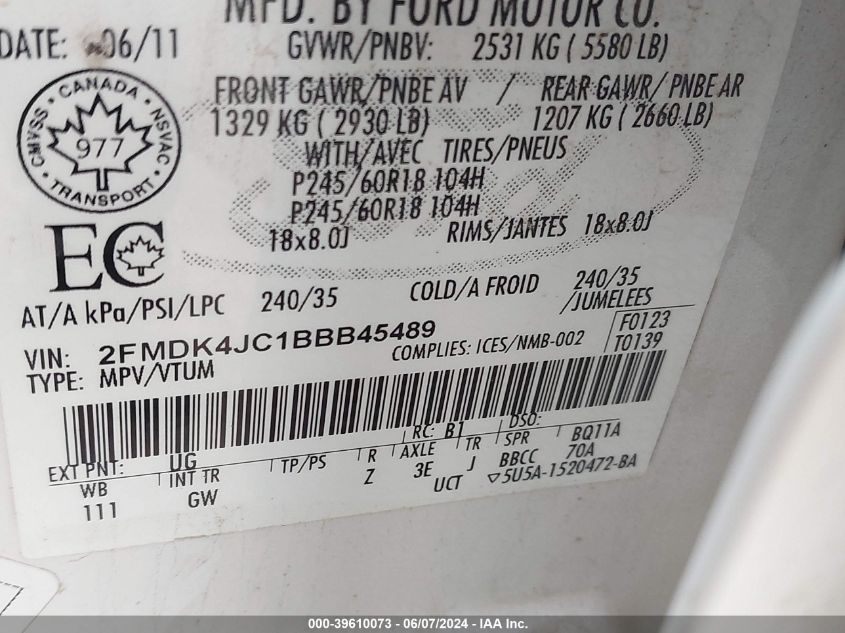 MFD. BY FORD MOTOR CO.
DATE: 06/11 GVWR/PNBV: 2531 KG ( 5580 LB)
FRONT GAWR/PNBE AV / REAR GAWR/ PNBE AR
1329 KG ( 2930 LB) 1207 KG ( 2660 LB)
WITH/AVEC TIRES/PNEUS
P245/60R18 104H
P245/60R18 104H
18x8.0J RIMS/JANTES 18x8.0J
CANADA
CMVSS NSVAC
977
TRANSPORT
EC
AT/A kPa/PSI/LPC 240/35 COLD/A FROID 240/35
/JUMELEES
VIN: 2FMDK4JC1BBB45489 COMPLIES: ICES/NMB-002 F0123
TYPE: MPV/VTUM T0139
EXT PNT: UG RC: B1 DSO:
WB INT TR TP/PS R AXLE TR SPR BQ11A
111 GW Z 3E J BBCC 70A
UCT ▽5U5A-1520472-BA
000-39610073 - 06/07/2024 - IAA Inc.